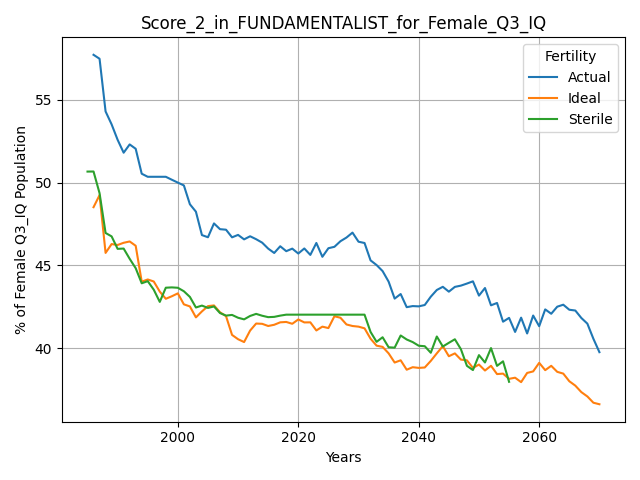 Score_2_in_FUNDAMENTALIST_for_Female_Q3_IQ
Fertility
Actual
Ideal
Sterile
% of Female Q3_IQ Population
55
50
45
40
2000
2020
2040
2060
Years